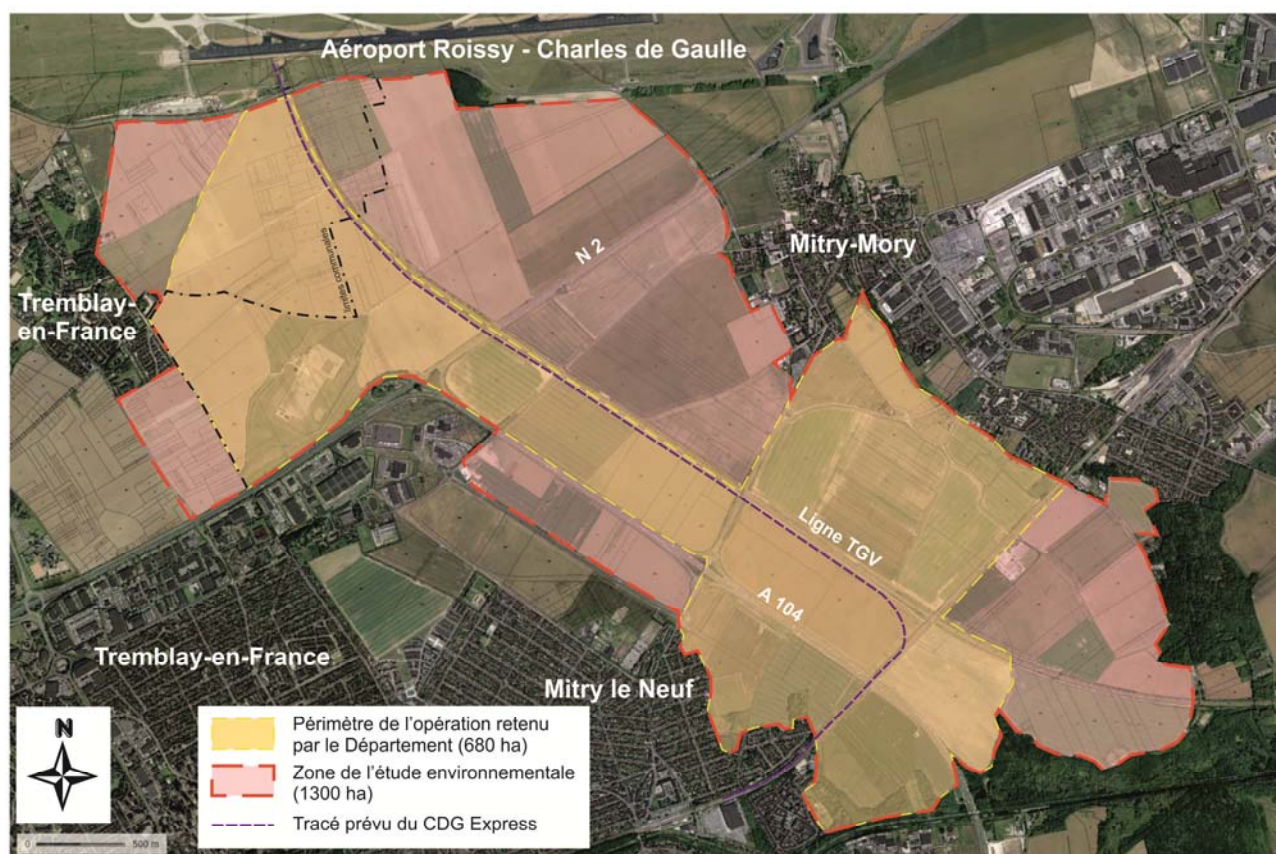 Aéroport Roissy - Charles de Gaulle
N 2
Mitry-Mory
limites communales
Tremblay-
en-France
Ligne TGV
A 104
Tremblay-en-France
Mitry le Neuf
N
Périmètre de l'opération retenu
par le Département (680 ha)
Zone de l'étude environnementale
(1300 ha)
Tracé prévu du CDG Express
0 500 m